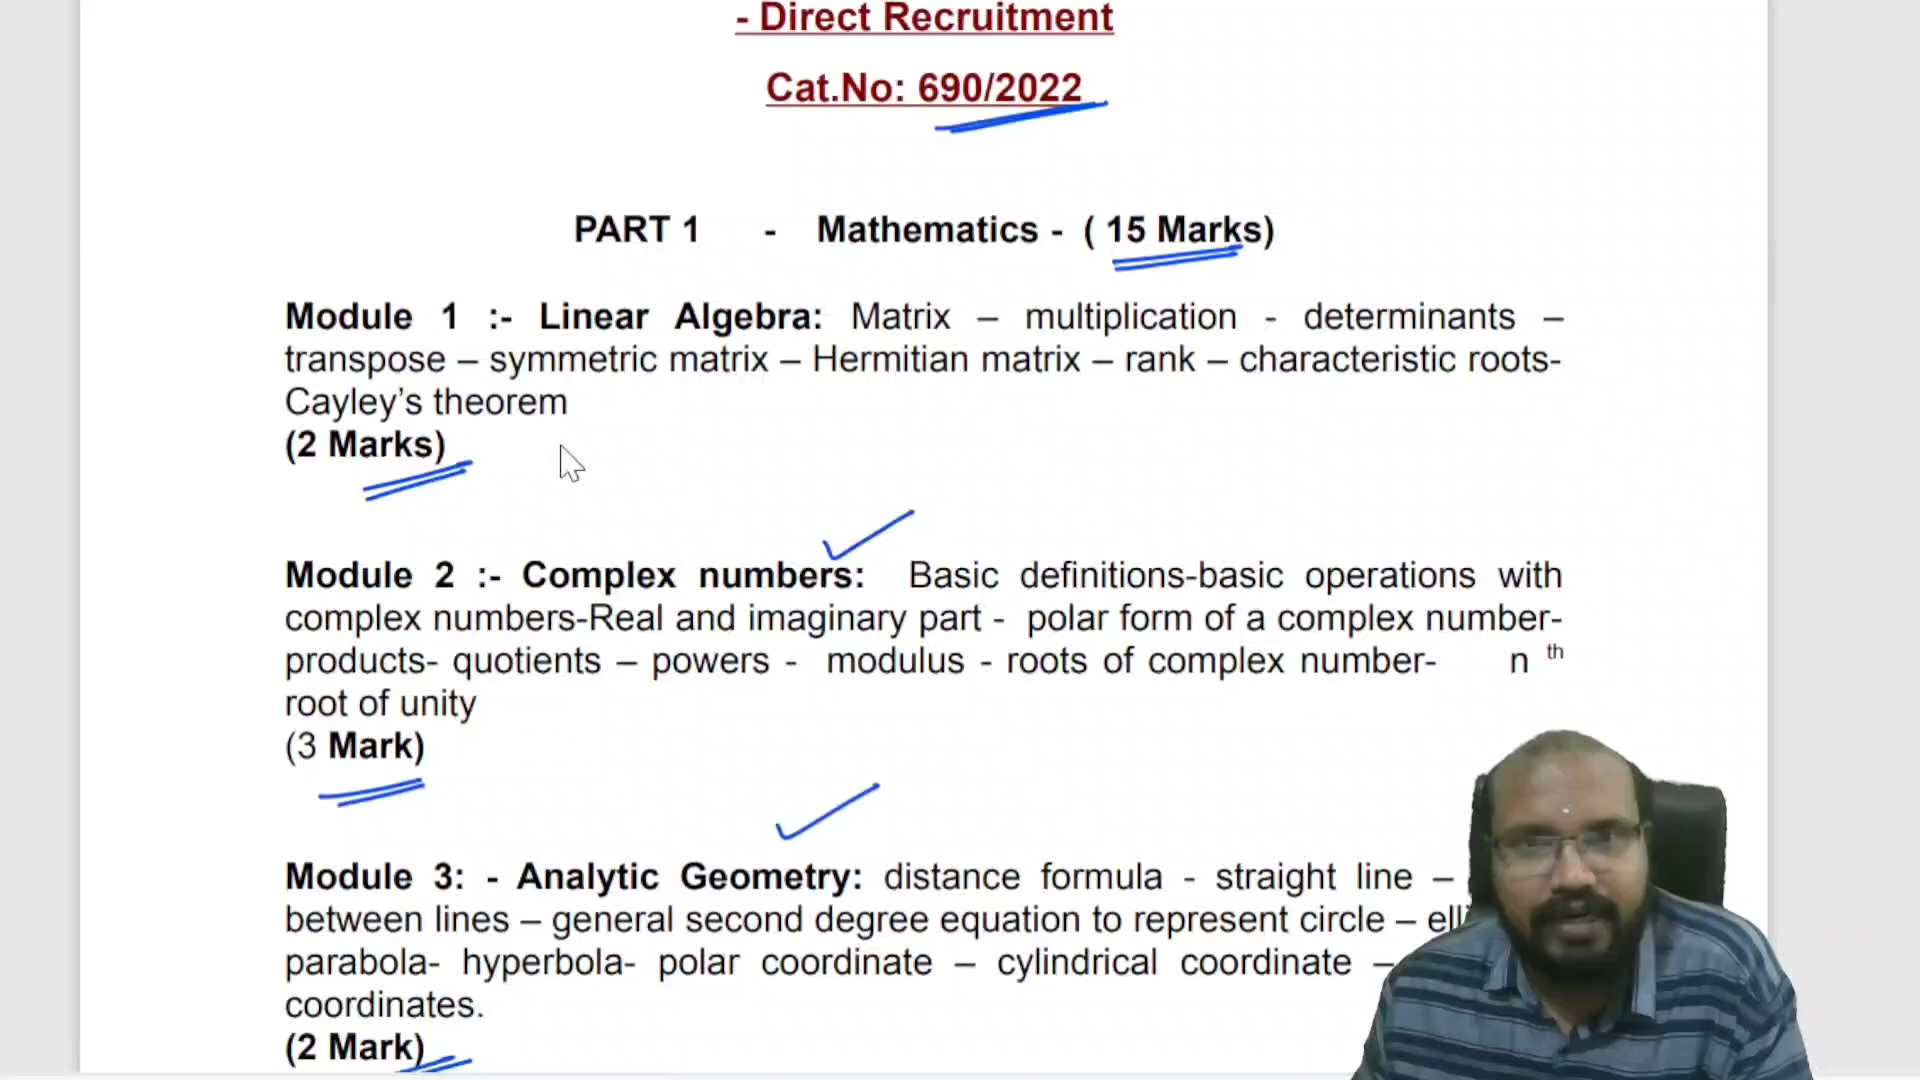 - Direct Recruitment
Cat.No: 690/2022
PART 1 - Mathematics - ( 15 Marks)
Module 1 :- Linear Algebra: Matrix – multiplication - determinants –
transpose – symmetric matrix – Hermitian matrix – rank – characteristic roots-
Cayley’s theorem
(2 Marks)
Module 2 :- Complex numbers: Basic definitions-basic operations with
complex numbers-Real and imaginary part - polar form of a complex number-
products- quotients – powers - modulus - roots of complex number- n th
root of unity
(3 Mark)
Module 3: - Analytic Geometry: distance formula - straight line –
between lines – general second degree equation to represent circle –
parabola- hyperbola- polar coordinate – cylindrical coordinate –
coordinates.
(2 Mark)